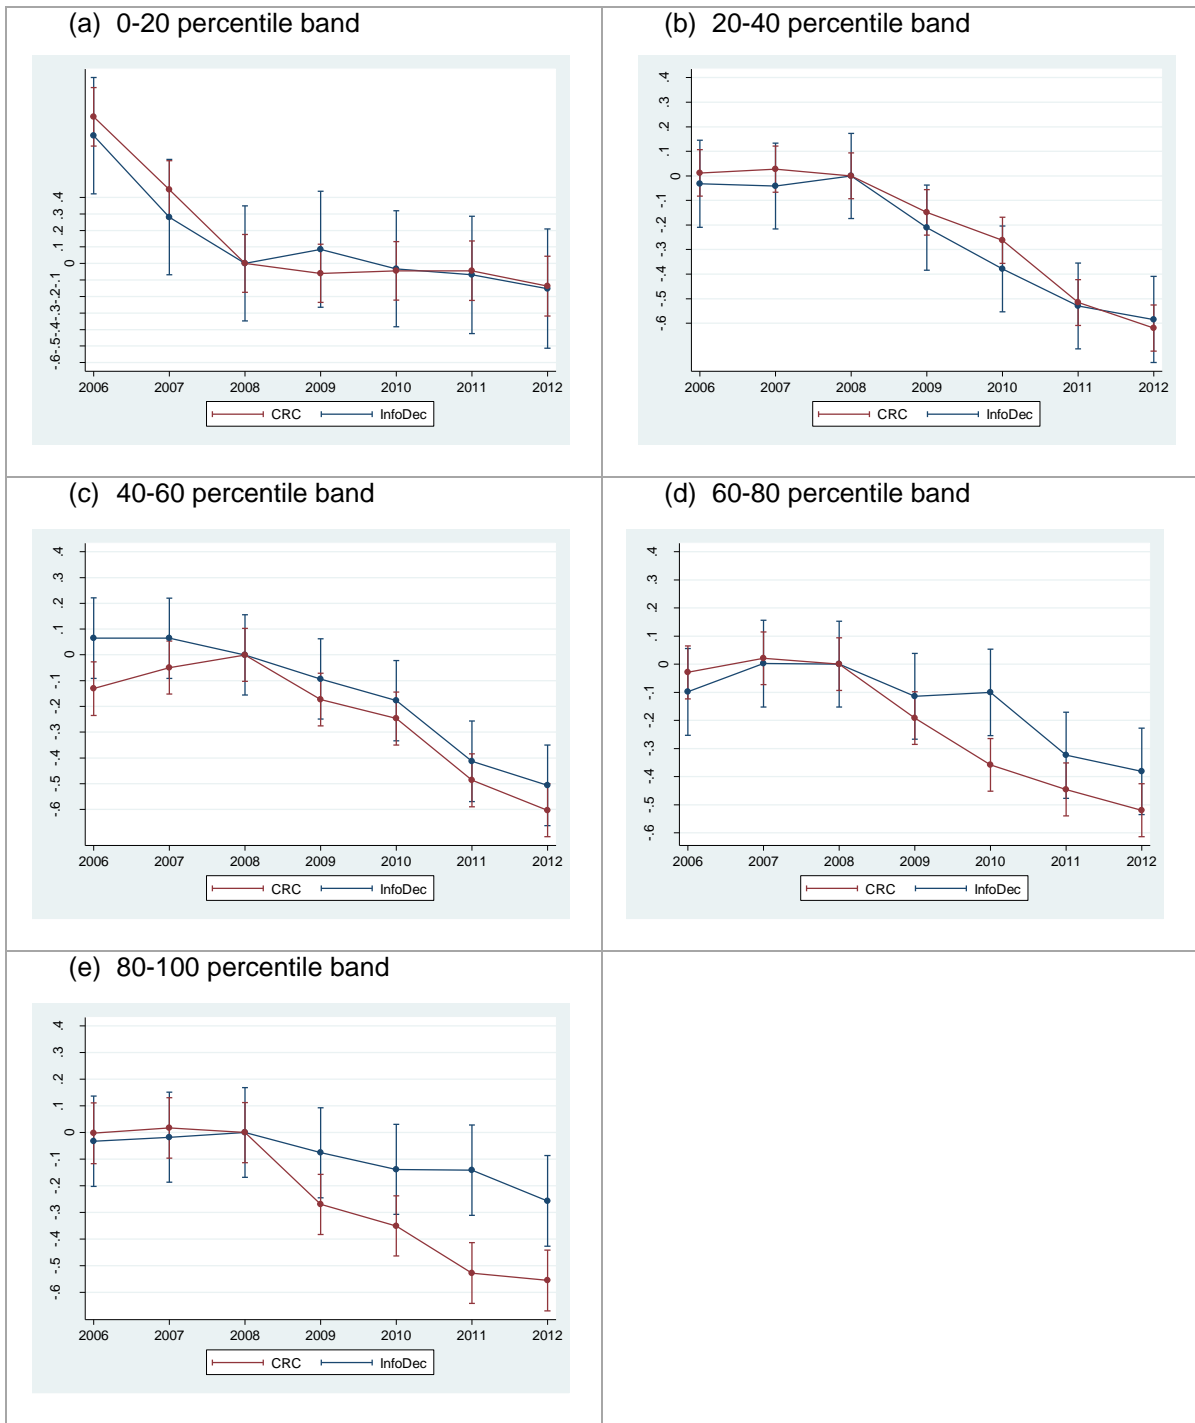 (a) 0-20 percentile band
.4
.1 .2 .3
0
-.6-.5-.4-.3-.2-.1
2006 2007 2008 2009 2010 2011 2012
CRC InfoDec
(b) 20-40 percentile band
.4
.3
.2
.1
0
-.1
-.2
-.3
-.4
-.5
-.6
2006 2007 2008 2009 2010 2011 2012
CRC InfoDec
(c) 40-60 percentile band
.4
.3
.2
.1
0
-.1
-.2
-.3
-.4
-.5
-.6
2006 2007 2008 2009 2010 2011 2012
CRC InfoDec
(d) 60-80 percentile band
.4
.3
.2
.1
0
-.1
-.2
-.3
-.4
-.5
-.6
2006 2007 2008 2009 2010 2011 2012
CRC InfoDec
(e) 80-100 percentile band
.4
.3
.2
.1
0
-.1
-.2
-.3
-.4
-.5
-.6
2006 2007 2008 2009 2010 2011 2012
CRC InfoDec